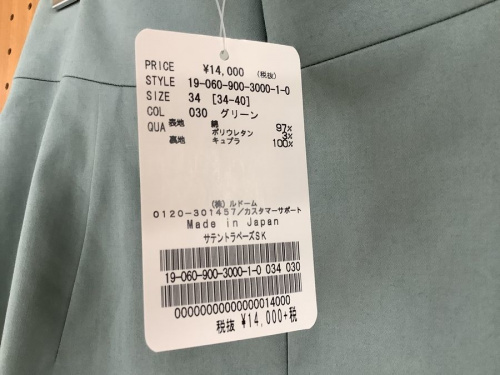 PRICE ¥14,000 (税抜)
STYLE 19-060-900-3000-1-0
SIZE 34 [34-40]
COL 030 グリーン
QUA 表地 綿 97%
ポリウレタン 3%
裏地 キュプラ 100%
(株)ルドーム
0120-301457/カスタマーサポート
Made in Japan
サテントラペーズSK
19-060-900-3000-1-0 034 030
0000000000000014000
税抜 ¥14,000+税